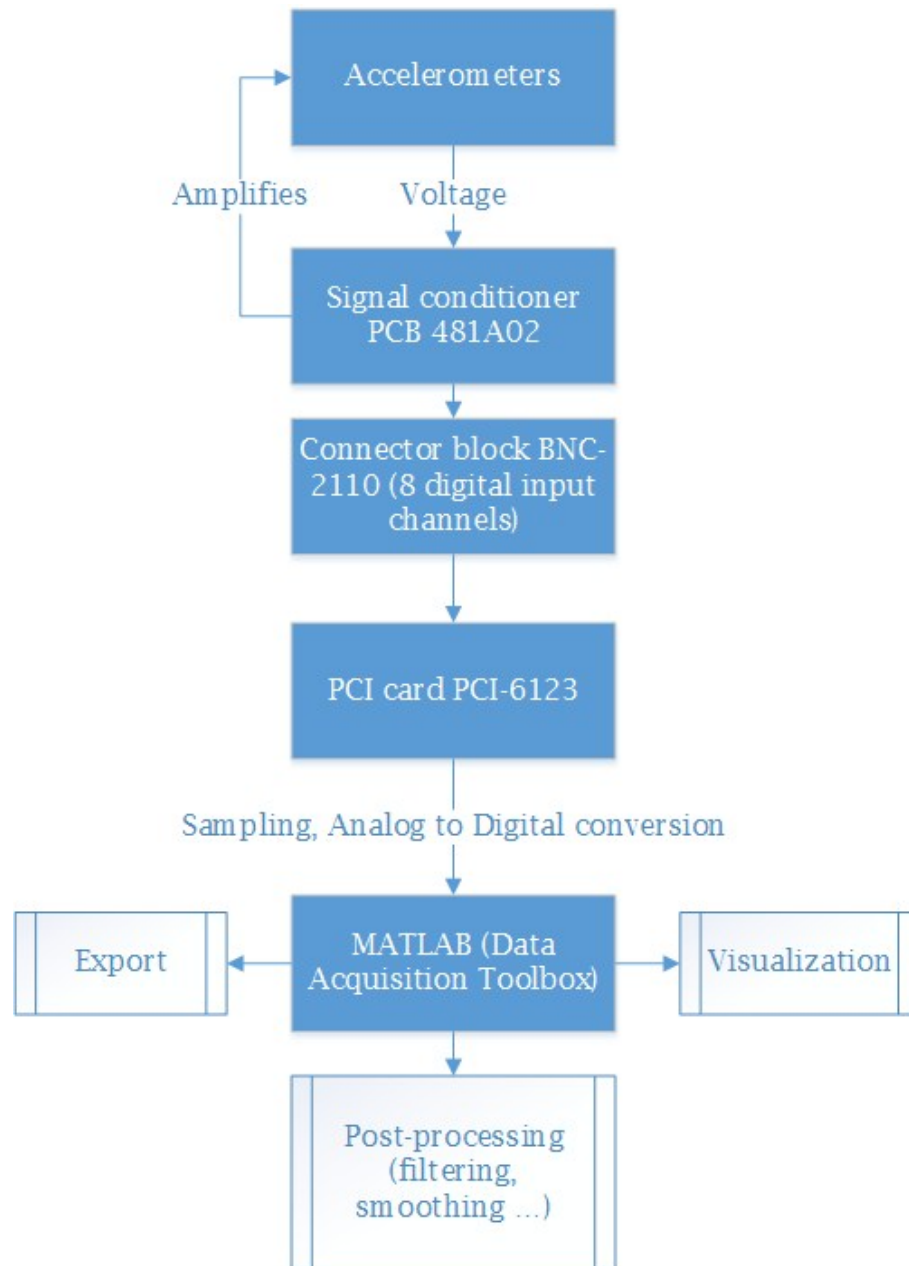 Accelerometers
Amplifies
Voltage
Signal conditioner
PCB 481A02
Connector block BNC-
2110 (8 digital input
channels)
PCI card PCI-6123
Sampling, Analog to Digital conversion
Export
MATLAB (Data
Acquisition Toolbox)
Visualization
Post-processing
(filtering,
smoothing ...)